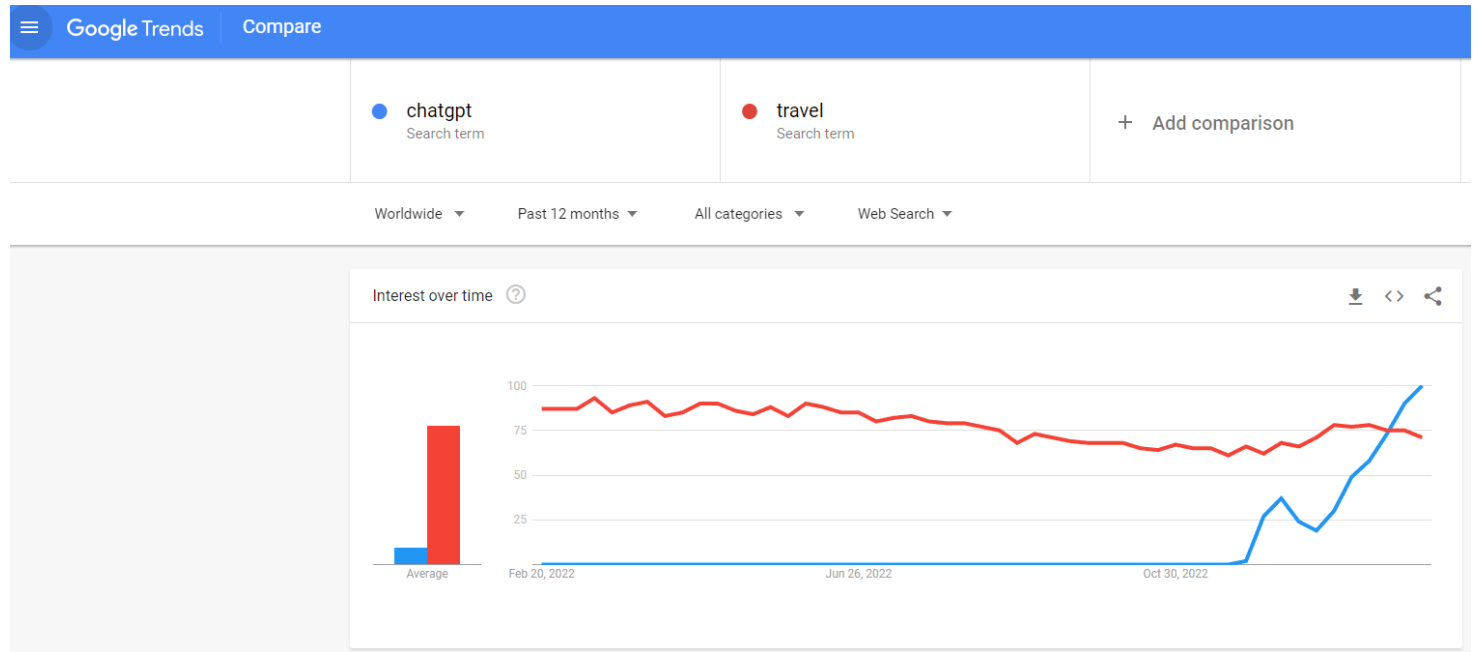 Google Trends Compare
chatgpt
Search term
travel
Search term
+ Add comparison
Worldwide Past 12 months All categories Web Search
Interest over time ?
100
75
50
25
Average
Feb 20, 2022 Jun 26, 2022 Oct 30, 2022